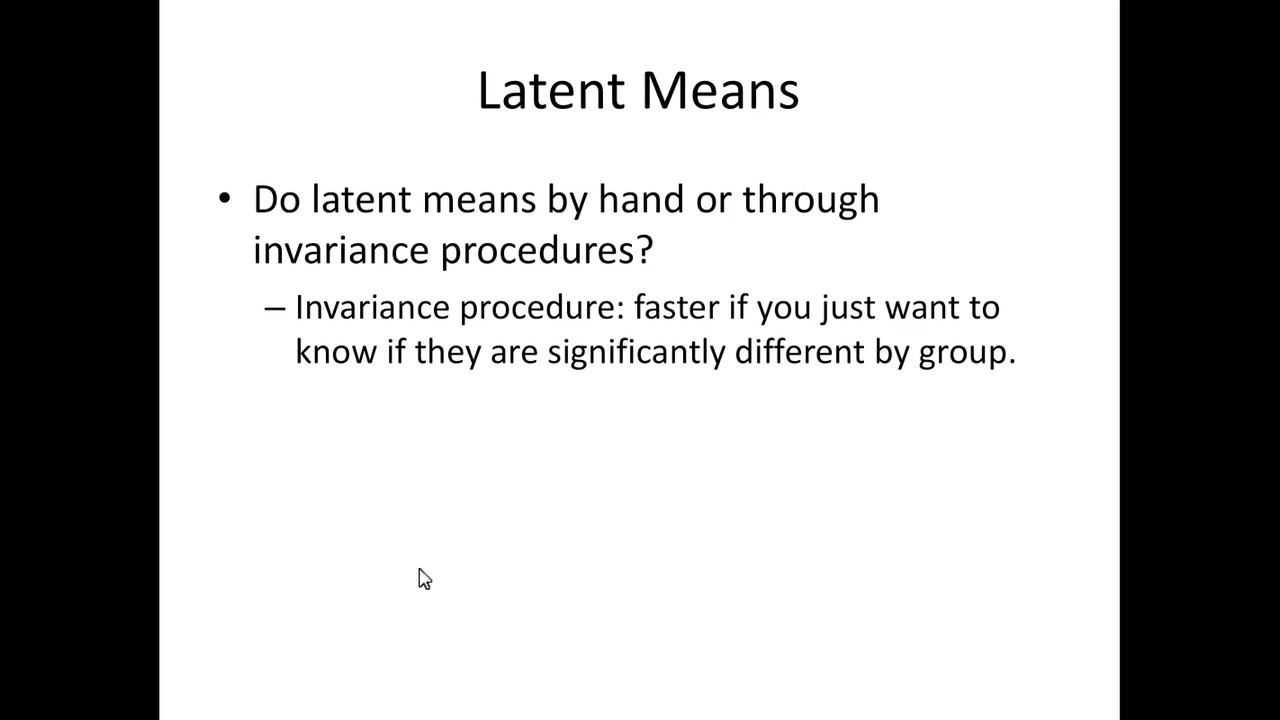 Latent Means
• Do latent means by hand or through
invariance procedures?
– Invariance procedure: faster if you just want to
know if they are significantly different by group.